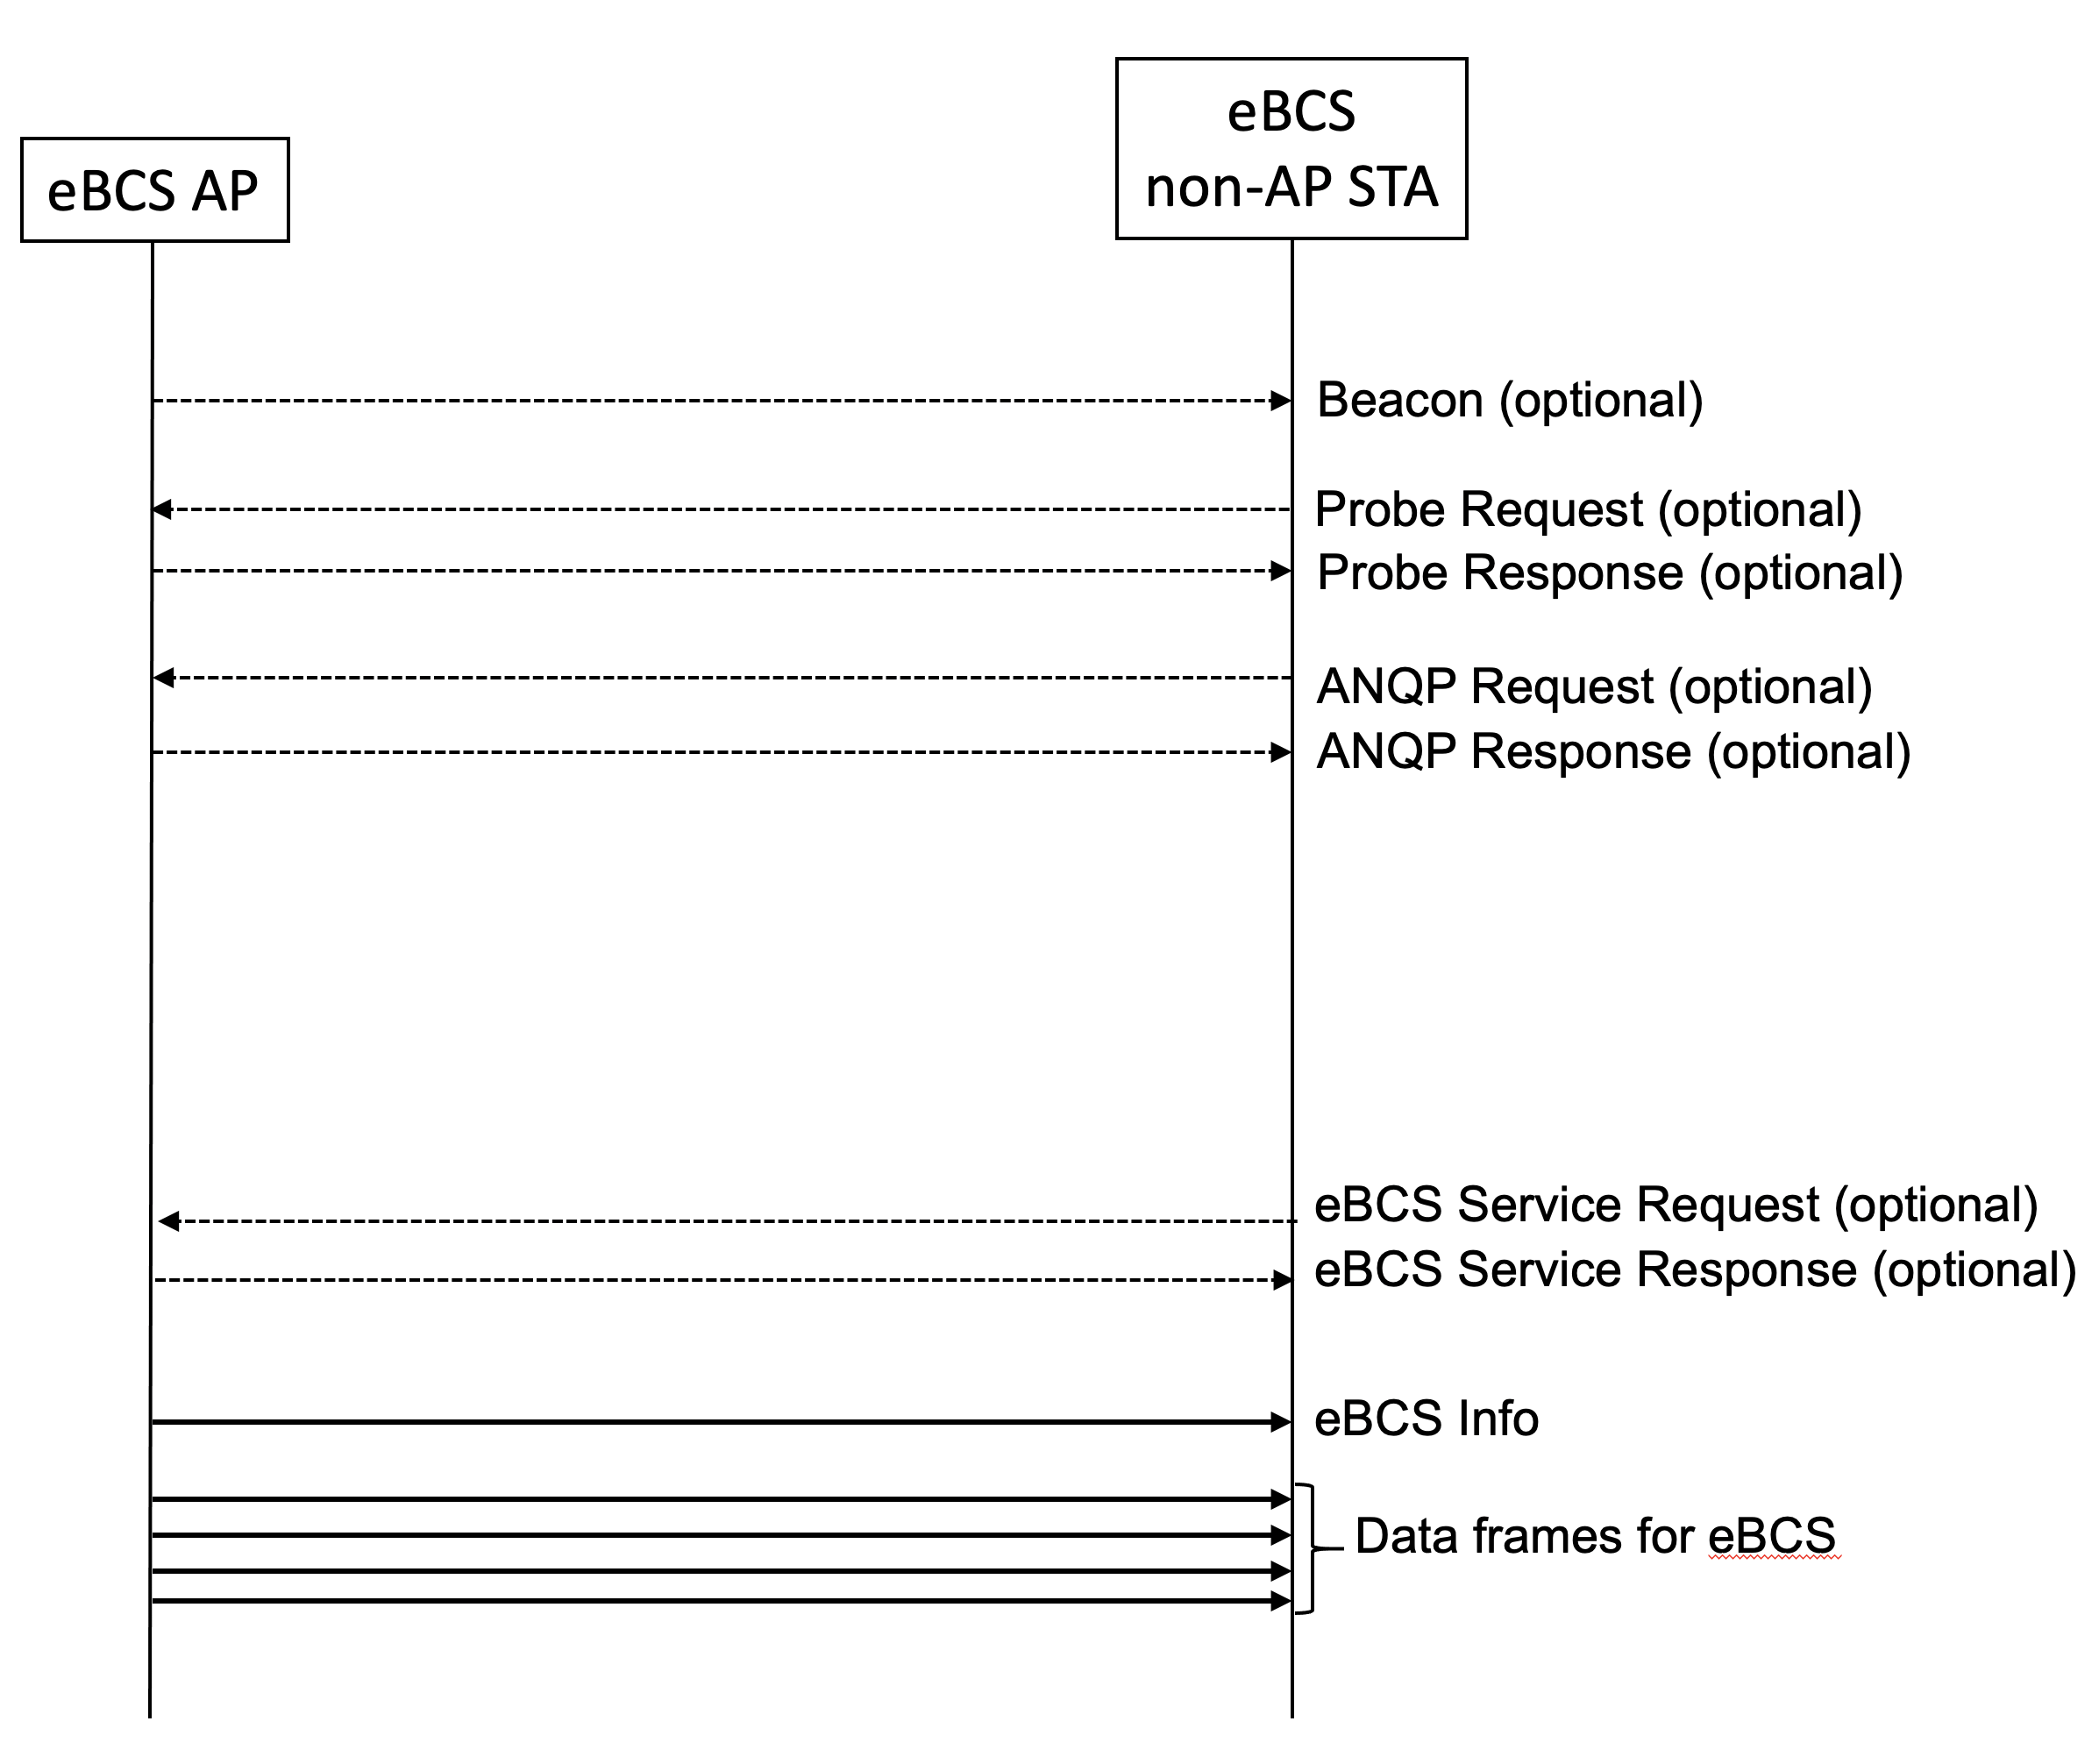 eBCS AP
eBCS
non-AP STA
Beacon (optional)
Probe Request (optional)
Probe Response (optional)
ANQP Request (optional)
ANQP Response (optional)
eBCS Service Request (optional)
eBCS Service Response (optional)
eBCS Info
Data frames for eBCS